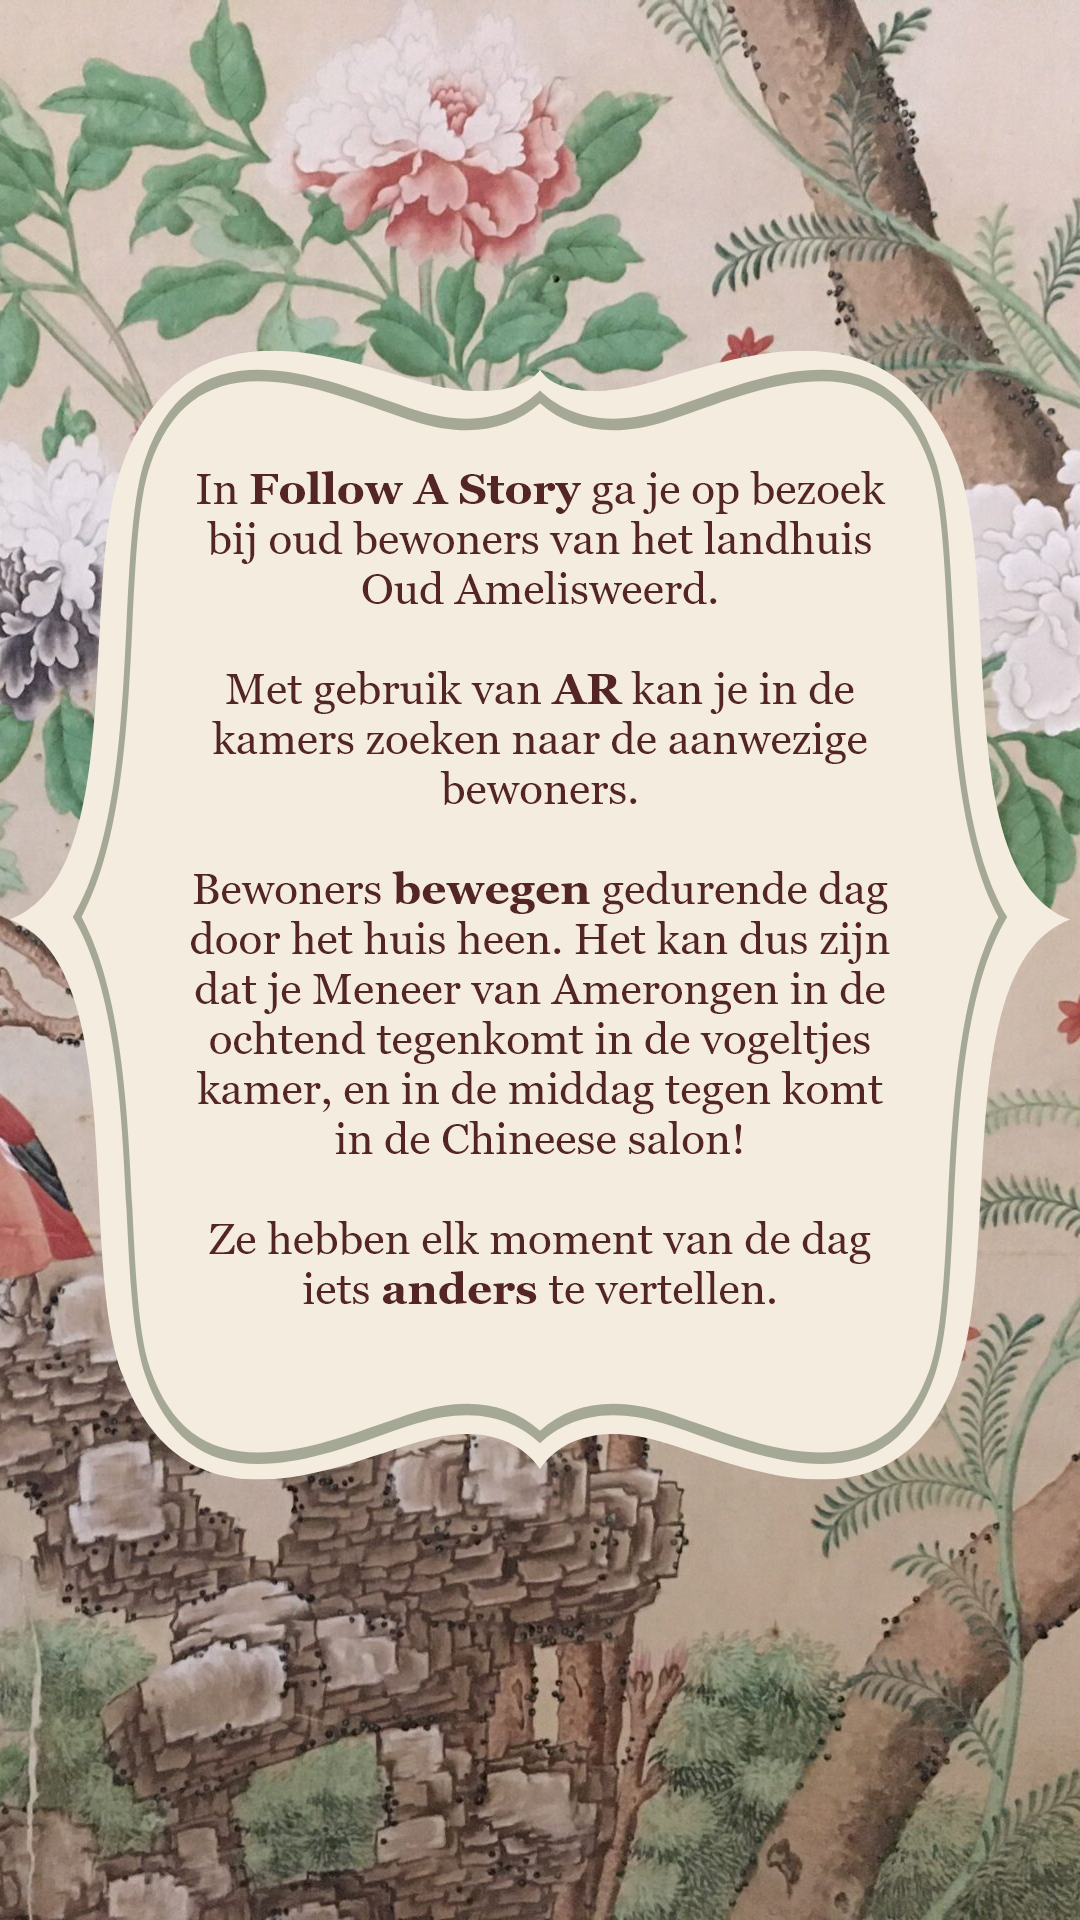 In Follow A Story ga je op bezoek
bij oud bewoners van het landhuis
Oud Amelisweerd.
Met gebruik van AR kan je in de
kamers zoeken naar de aanwezige
bewoners.
Bewoners bewegen gedurende dag
door het huis heen. Het kan dus zijn
dat je Meneer van Amerongen in de
ochtend tegenkomt in de vogeltjes
kamer, en in de middag tegen komt
in de Chineese salon!
Ze hebben elk moment van de dag
iets anders te vertellen.